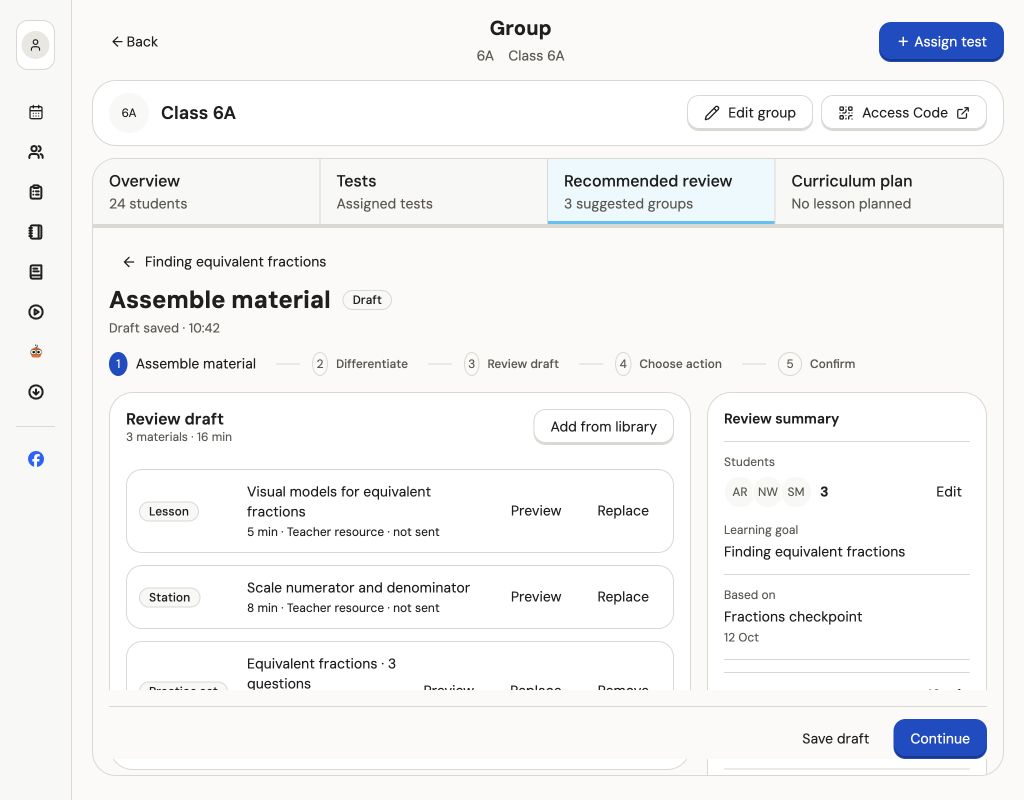 Back
Group
6A Class 6A
+ Assign test
6A
Class 6A
Edit group
Access Code
Overview
24 students
Tests
Assigned tests
Recommended review
3 suggested groups
Curriculum plan
No lesson planned
Finding equivalent fractions
Assemble material
Draft
Draft saved · 10:42
1 Assemble material
2 Differentiate
3 Review draft
4 Choose action
5 Confirm
Review draft
3 materials · 16 min
Add from library
Lesson
Visual models for equivalent
fractions
5 min · Teacher resource · not sent
Preview
Replace
Station
Scale numerator and denominator
8 min · Teacher resource · not sent
Preview
Replace
Practice set
Equivalent fractions · 3
questions
Preview
Replace
Remove
Review summary
Students
AR NW SM 3
Edit
Learning goal
Finding equivalent fractions
Based on
Fractions checkpoint
12 Oct
Save draft
Continue